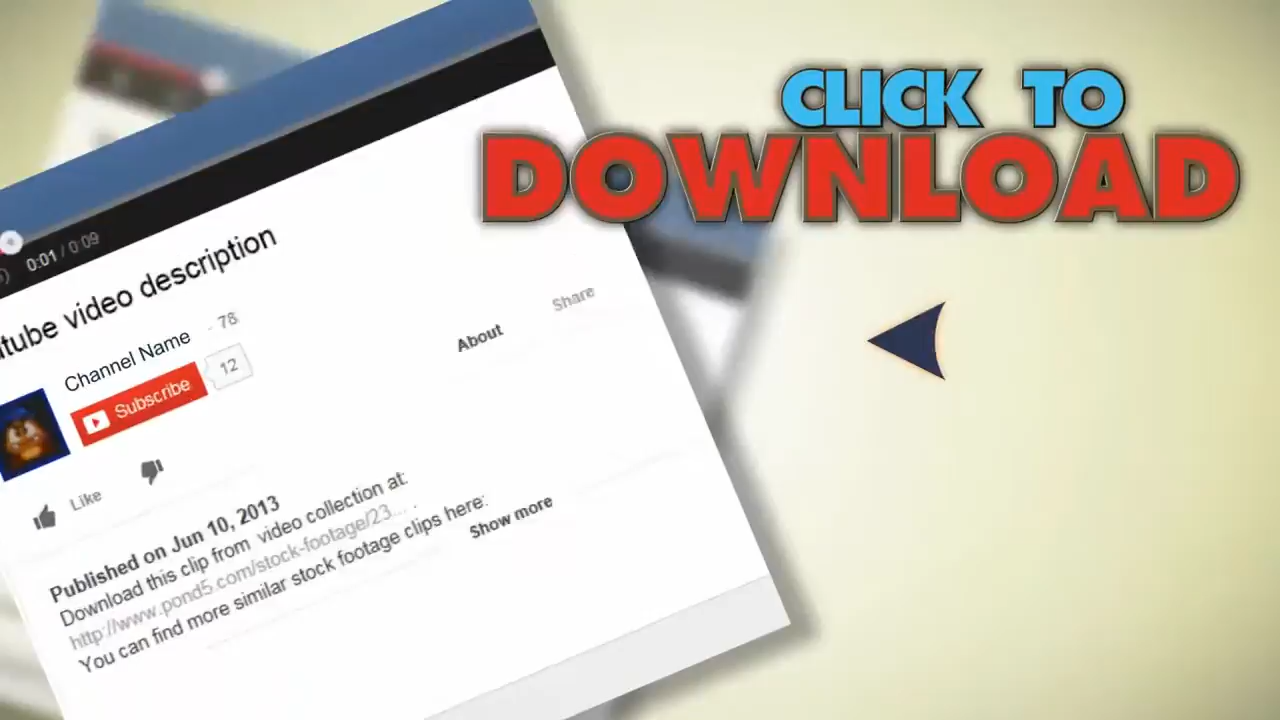 CLICK TO
DOWNLOAD
0:01 / 0:09
tube video description
Channel Name
78
Subscribe
12
About
Share
Like
Published on Jun 10, 2013
Download this clip from video collection at:
http://www.pond5.com/stock-footage/23...
You can find more similar stock footage clips here:
Show more